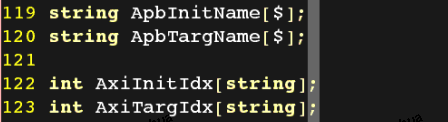 119 string ApbInitName[$];
120 string ApbTargName[$];
121
122 int AxiInitIdx[string];
123 int AxiTargIdx[string];